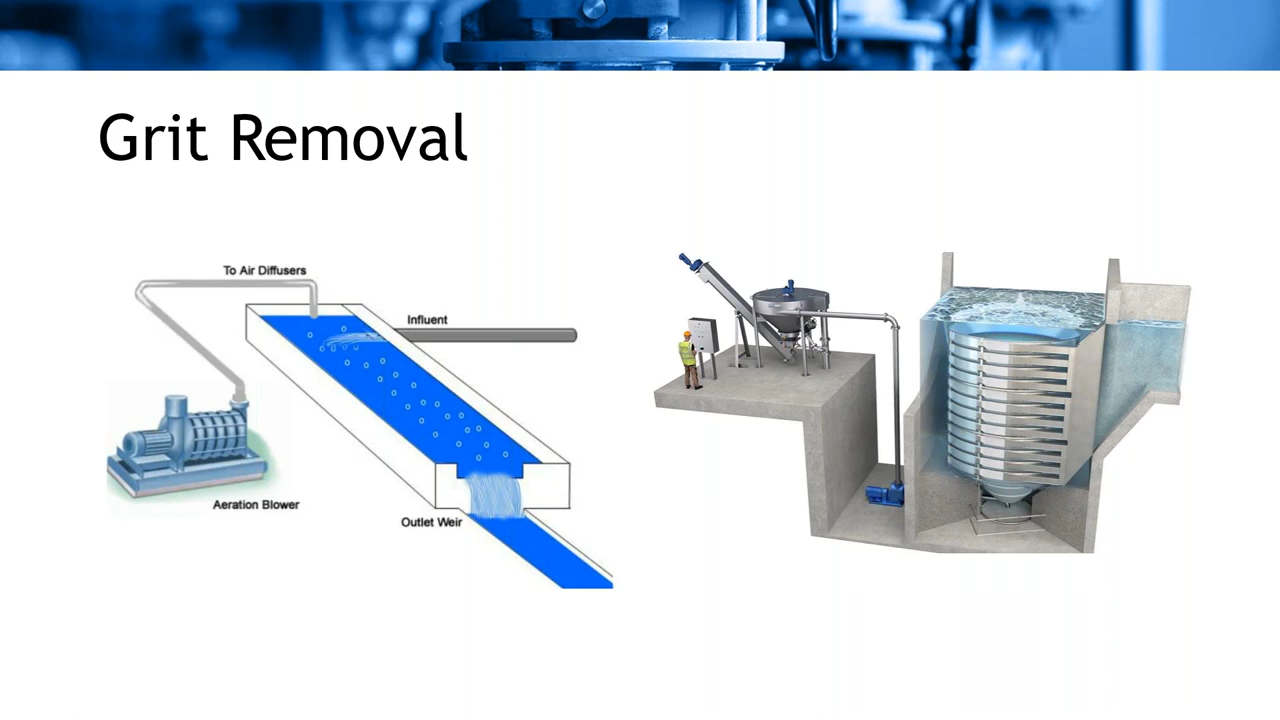 Grit Removal
To Air Diffusers
Influent
Aeration Blower
Outlet Weir